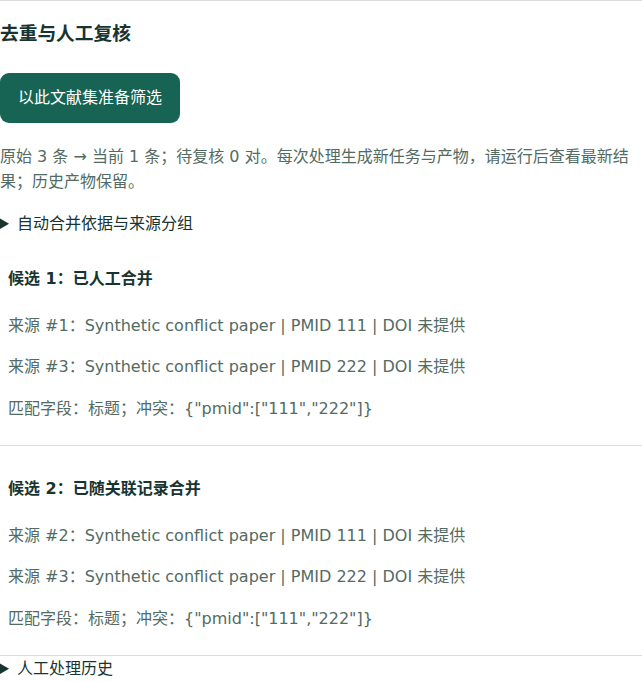 去重与人工复核
以此文献集准备筛选
原始 3 条 → 当前 1 条；待复核 0 对。每次处理生成新任务与产物，请运行后查看最新结
果；历史产物保留。
▶ 自动合并依据与来源分组
候选 1：已人工合并
来源 #1：Synthetic conflict paper | PMID 111 | DOI 未提供
来源 #3：Synthetic conflict paper | PMID 222 | DOI 未提供
匹配字段：标题；冲突：{"pmid":["111","222"]}
候选 2：已随关联记录合并
来源 #2：Synthetic conflict paper | PMID 111 | DOI 未提供
来源 #3：Synthetic conflict paper | PMID 222 | DOI 未提供
匹配字段：标题；冲突：{"pmid":["111","222"]}
▶ 人工处理历史